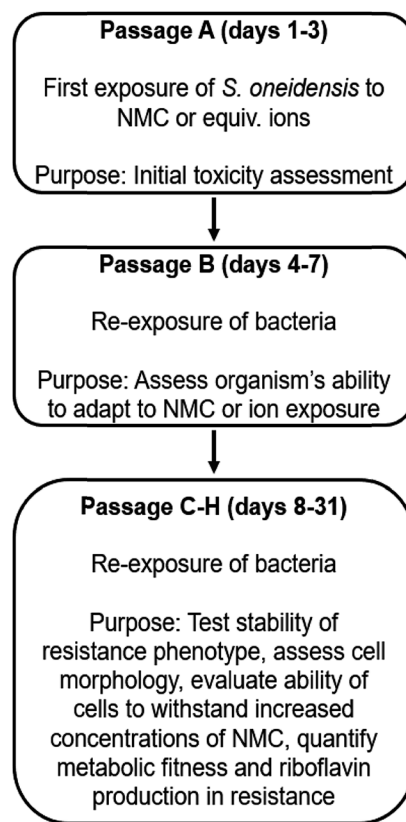 Passage A (days 1-3)
First exposure of S. oneidensis to
NMC or equiv. ions
Purpose: Initial toxicity assessment
Passage B (days 4-7)
Re-exposure of bacteria
Purpose: Assess organism's ability
to adapt to NMC or ion exposure
Passage C-H (days 8-31)
Re-exposure of bacteria
Purpose: Test stability of
resistance phenotype, assess cell
morphology, evaluate ability of
cells to withstand increased
concentrations of NMC, quantify
metabolic fitness and riboflavin
production in resistance